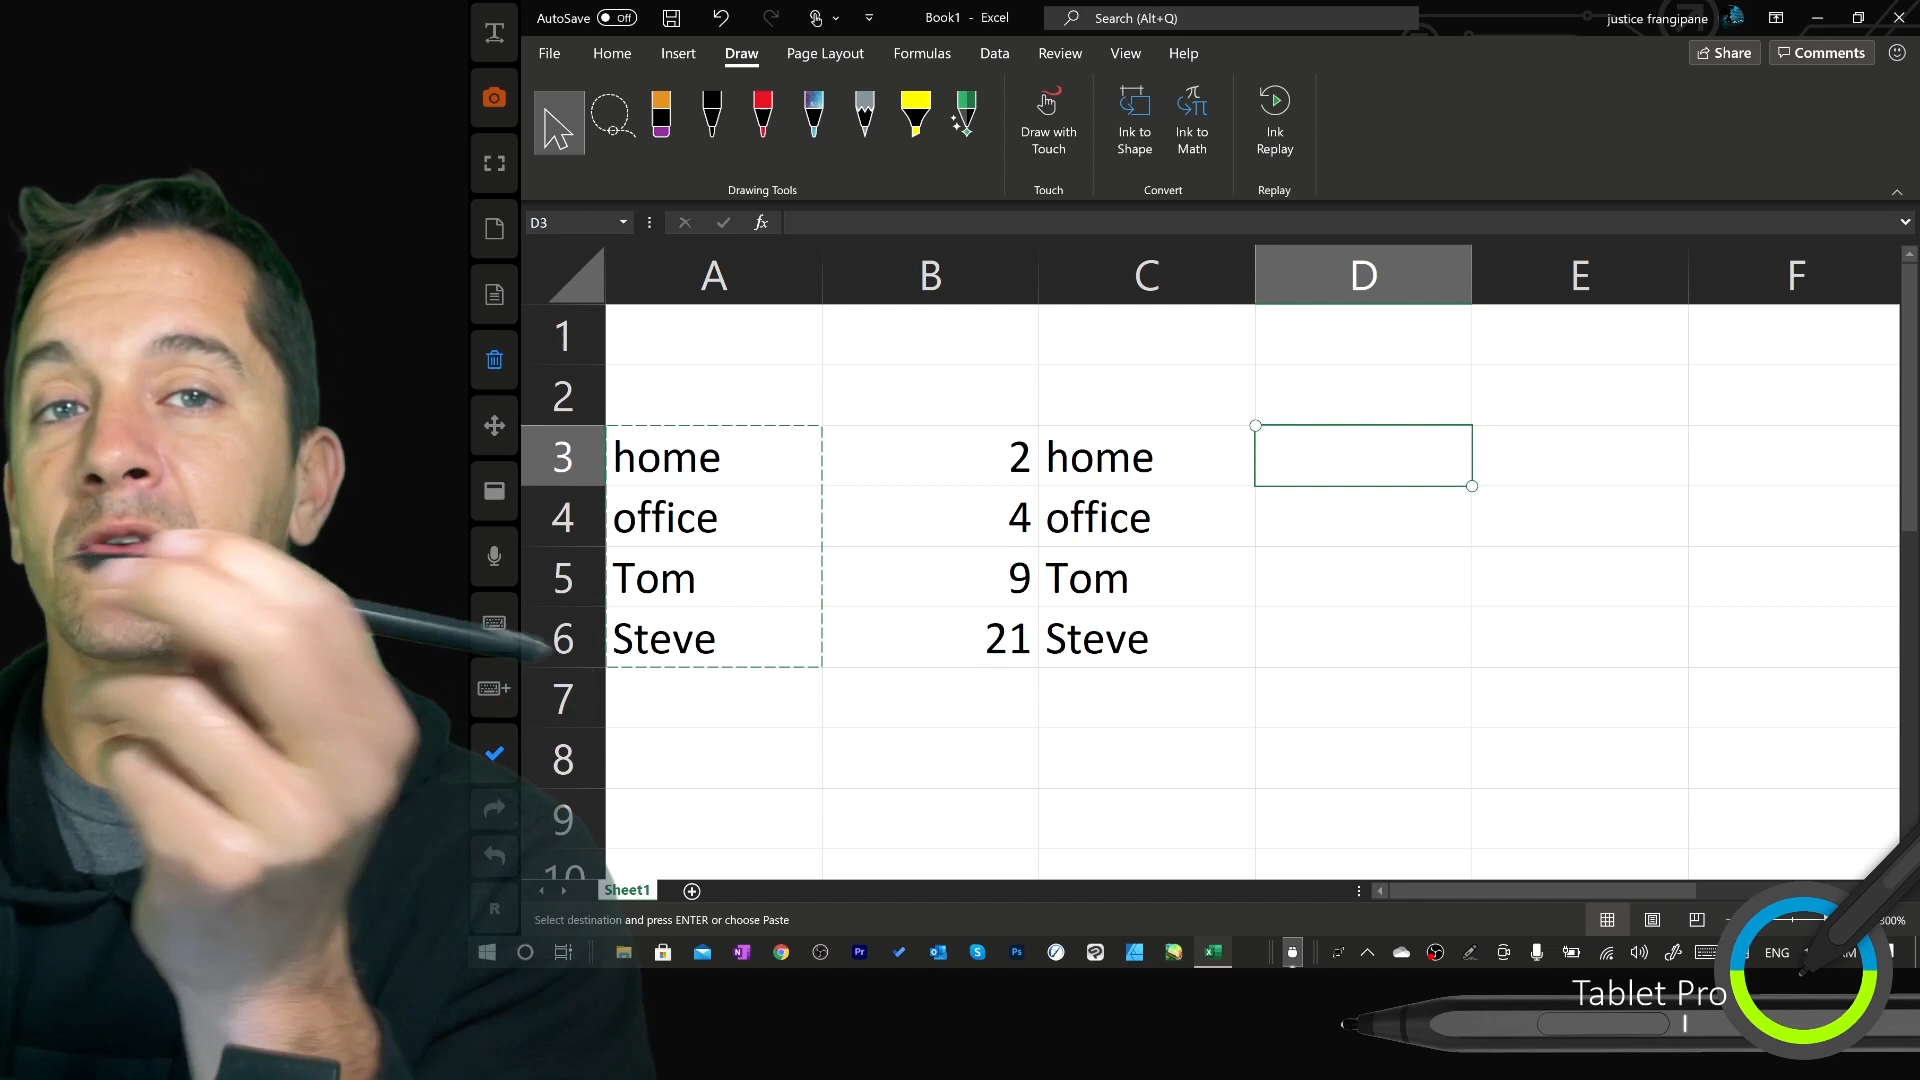 AutoSave Off
Book1 - Excel
Search (Alt+Q)
justice frangipane
File Home Insert Draw Page Layout Formulas Data Review View Help
Share Comments
Draw with Touch
Ink to Shape
Ink to Math
Ink Replay
Drawing Tools Touch Convert Replay
D3 fx
A B C D E F
1
2
3 home 2 home
4 office 4 office
5 Tom 9 Tom
6 Steve 21 Steve
7
8
9
10
R
Sheet1
Select destination and press ENTER or choose Paste
ENG
Tablet Pro